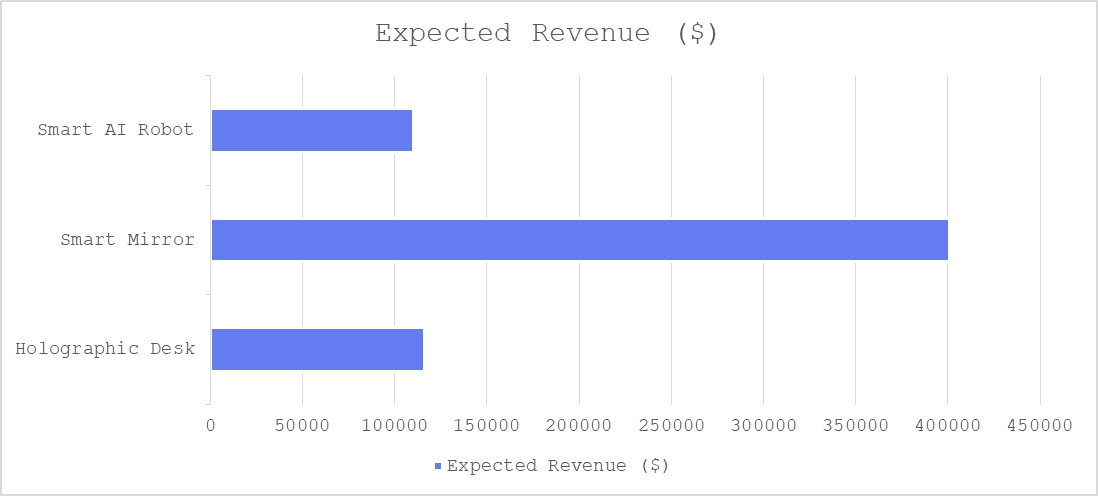 Expected Revenue ($)
Smart AI Robot
Smart Mirror
Holographic Desk
0 50000 100000 150000 200000 250000 300000 350000 400000 450000
Expected Revenue ($)